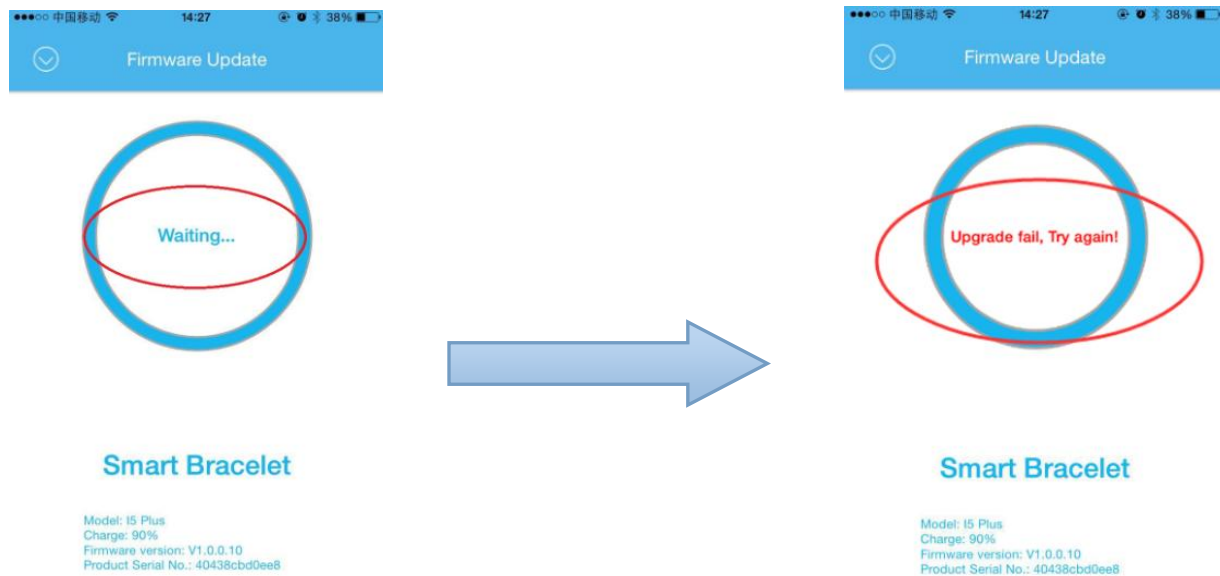 中国移动 14:27 38%
Firmware Update
Waiting...
Smart Bracelet
Model: I5 Plus
Charge: 90%
Firmware version: V1.0.0.10
Product Serial No.: 40438cbd0ee8
中国移动 14:27 38%
Firmware Update
Upgrade fail, Try again!
Smart Bracelet
Model: I5 Plus
Charge: 90%
Firmware version: V1.0.0.10
Product Serial No.: 40438cbd0ee8